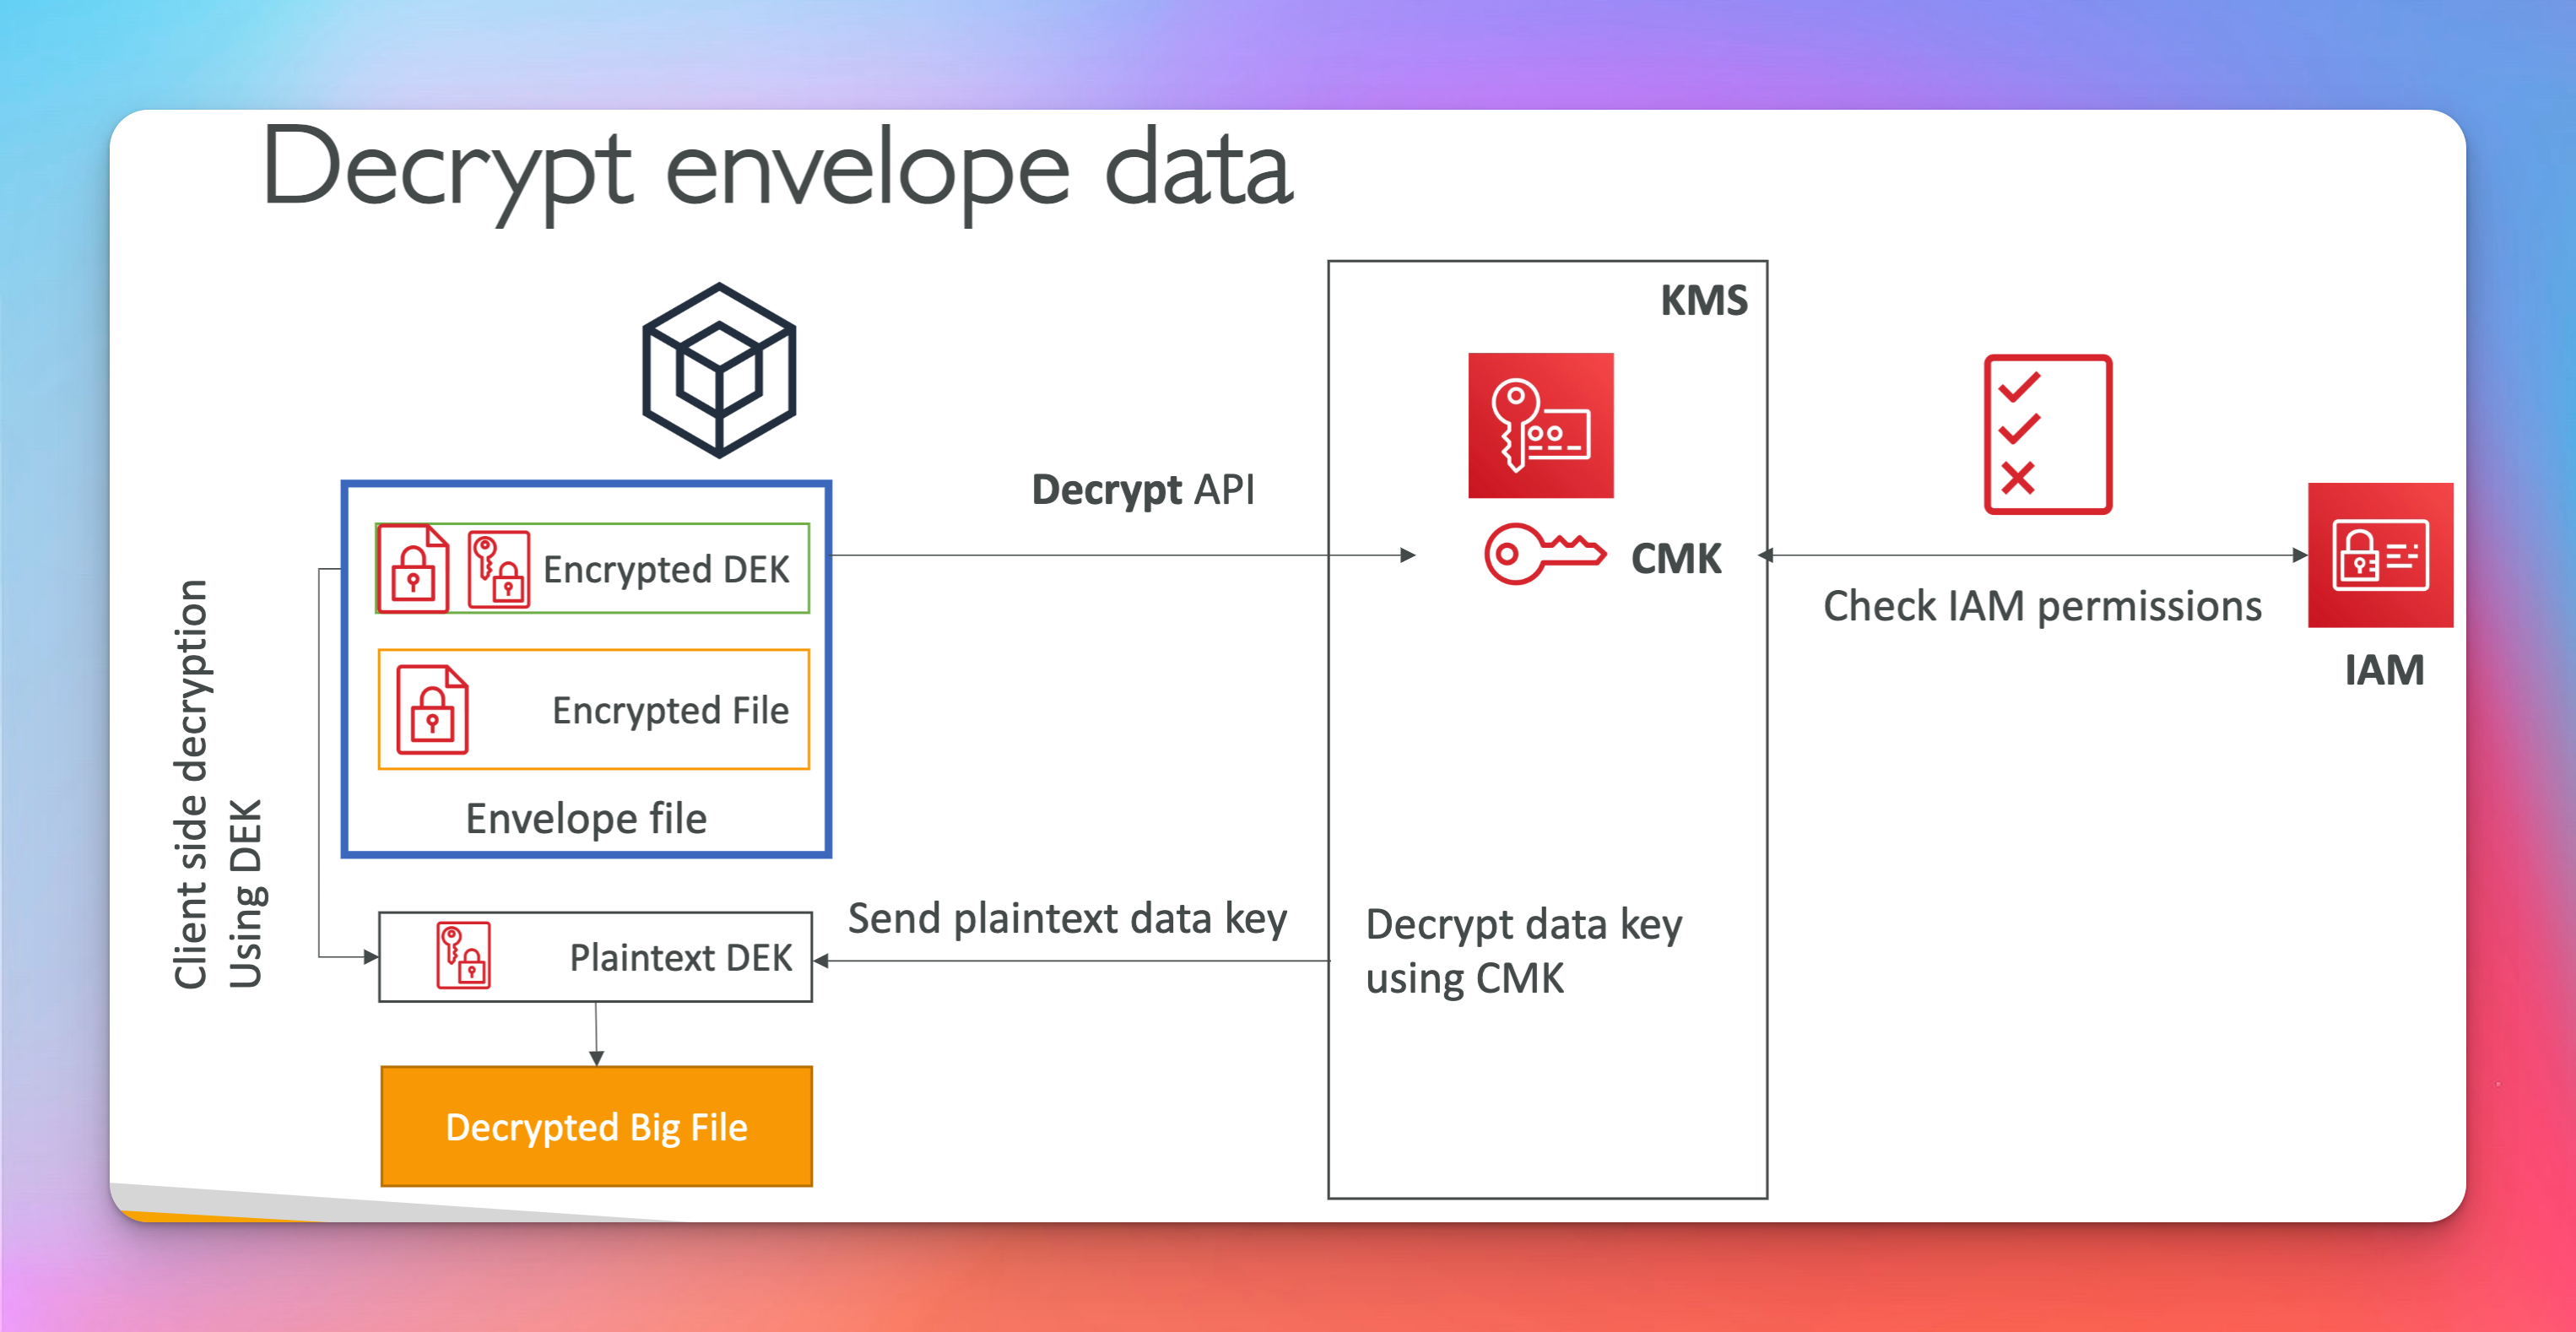 Decrypt envelope data
KMS
Decrypt API
CMK
Check IAM permissions
IAM
Encrypted DEK
Encrypted File
Envelope file
Client side decryption
Using DEK
Send plaintext data key
Decrypt data key
using CMK
Plaintext DEK
Decrypted Big File